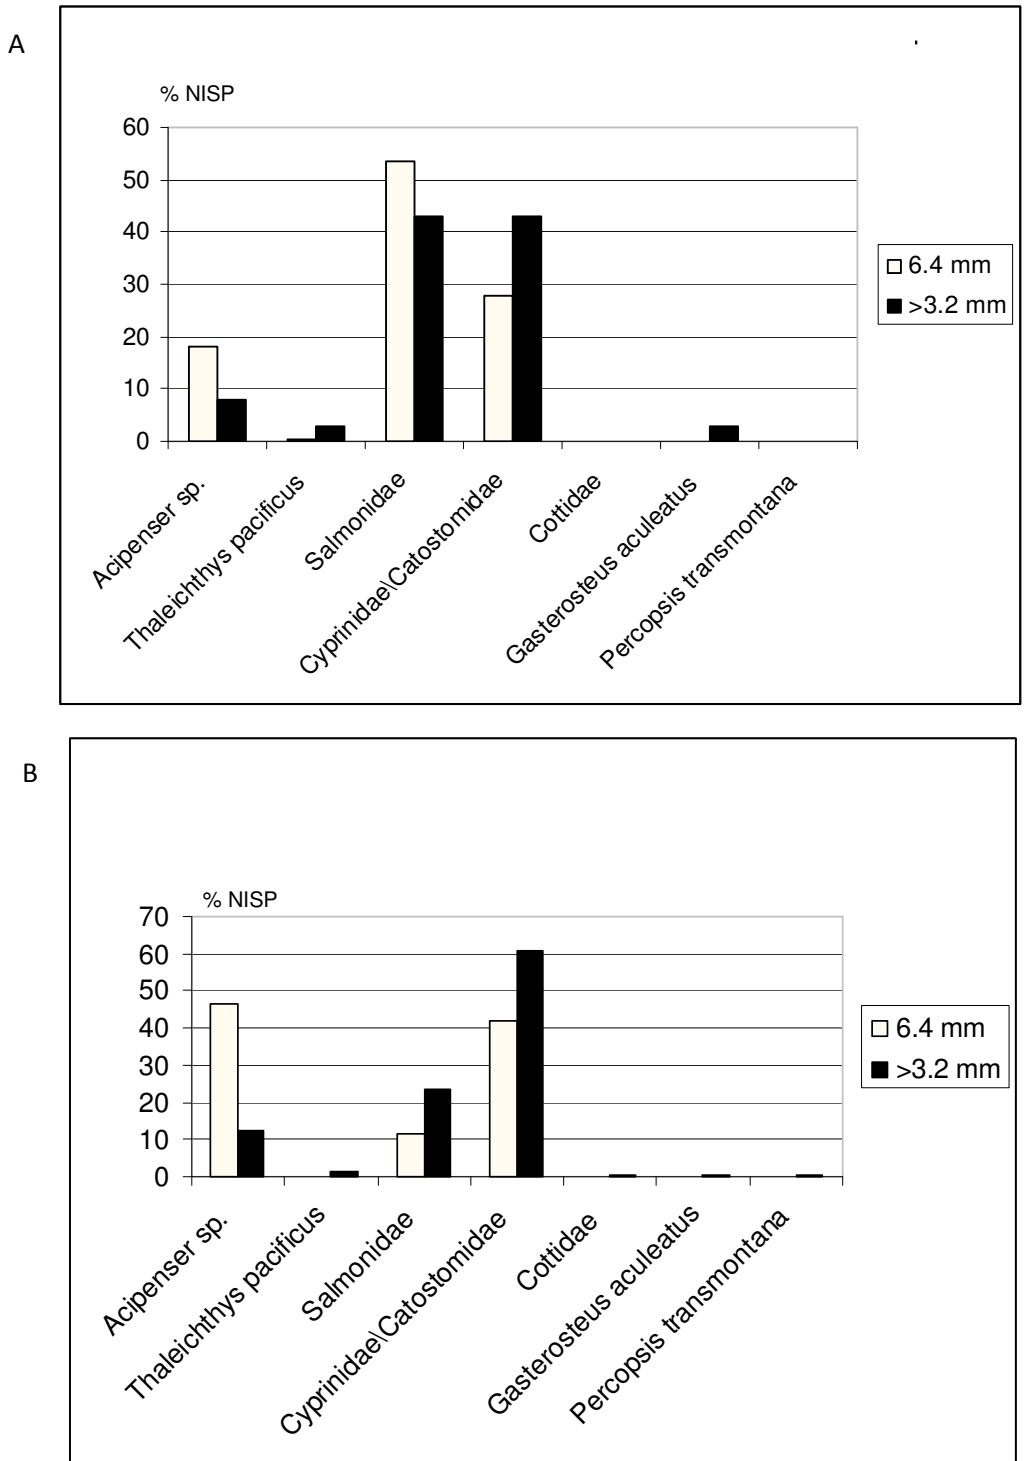 A
% NISP
60
50
40
30
20
10
0
Acipenser sp.
Thaleichthys pacificus
Salmonidae
Cyprinidae\Catostomidae
Cottidae
Gasterosteus aculeatus
Percopsis transmontana
6.4 mm
>3.2 mm
B
% NISP
70
60
50
40
30
20
10
0
Acipenser sp.
Thaleichthys pacificus
Salmonidae
Cyprinidae\Catostomidae
Cottidae
Gasterosteus aculeatus
Percopsis transmontana
6.4 mm
>3.2 mm